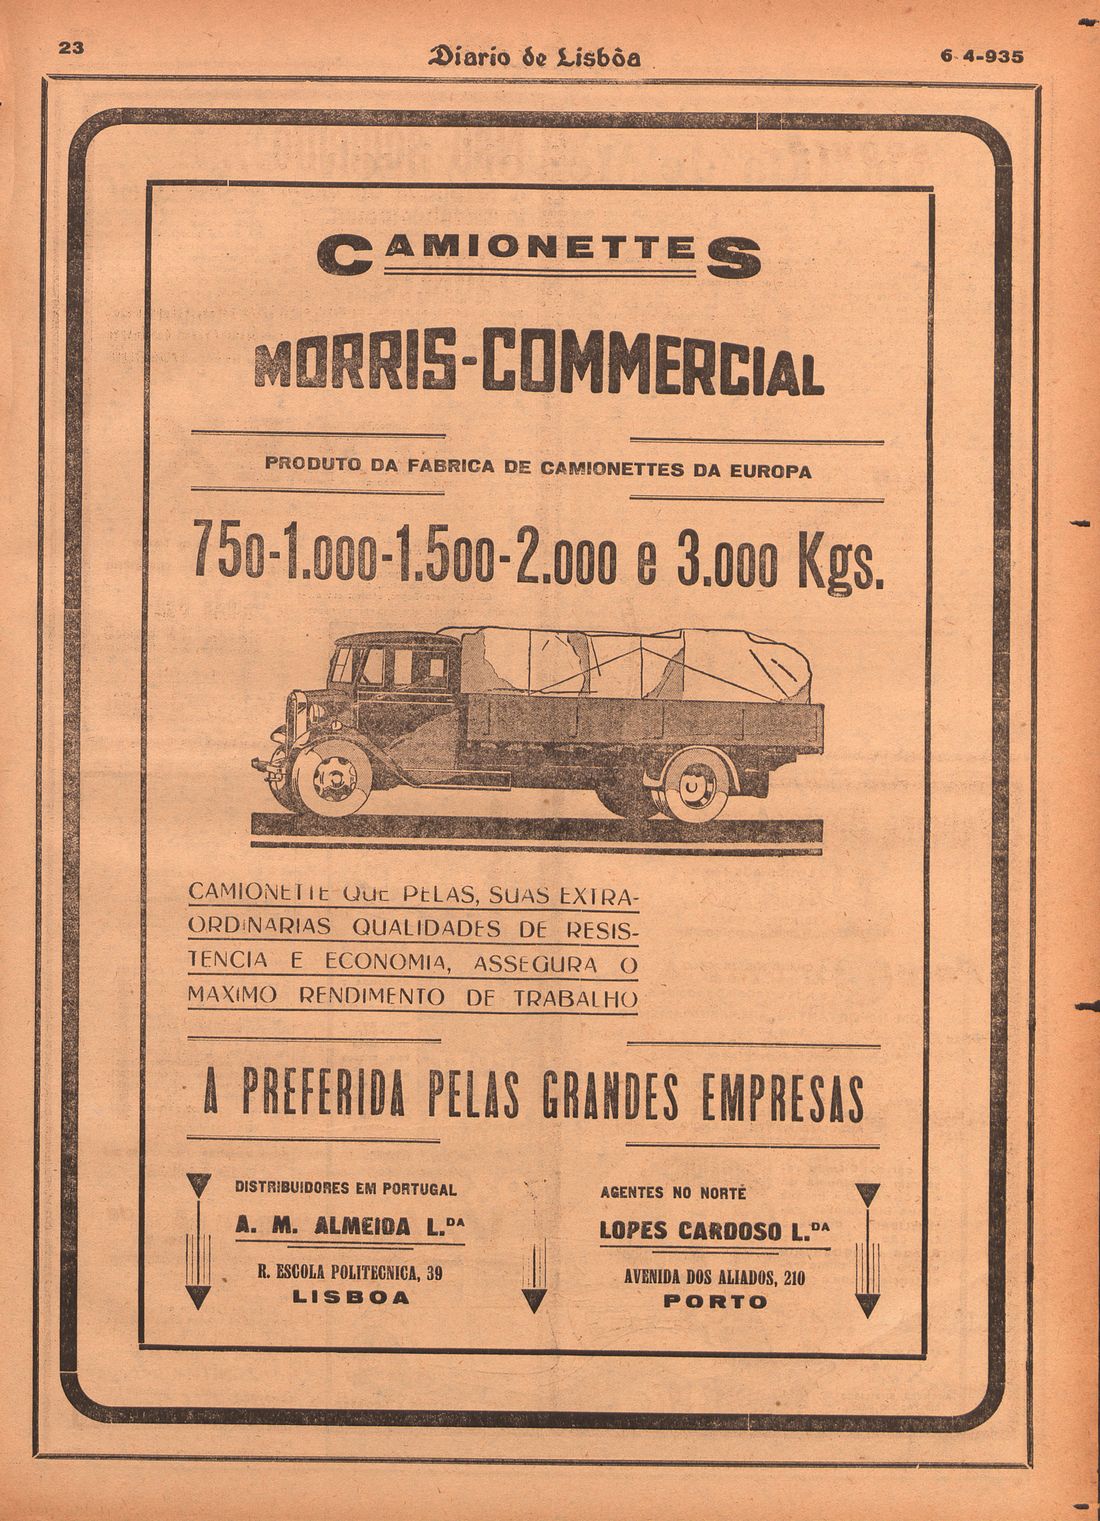 23
Diario de Lisbôa
6-4-935
CAMIONETTES
MORRIS-COMMERCIAL
PRODUTO DA FABRICA DE CAMIONETTES DA EUROPA
750-1.000-1.500-2.000 e 3.000 Kgs.
CAMIONETTE QUE PELAS, SUAS EXTRA-
ORDINARIAS QUALIDADES DE RESIS-
TENCIA E ECONOMIA, ASSEGURA O
MAXIMO RENDIMENTO DE TRABALHO
A PREFERIDA PELAS GRANDES EMPRESAS
DISTRIBUIDORES EM PORTUGAL
A. M. ALMEIDA L.DA
R. ESCOLA POLITECNICA, 39
LISBOA
AGENTES NO NORTE
LOPES CARDOSO L.DA
AVENIDA DOS ALIADOS, 210
PORTO